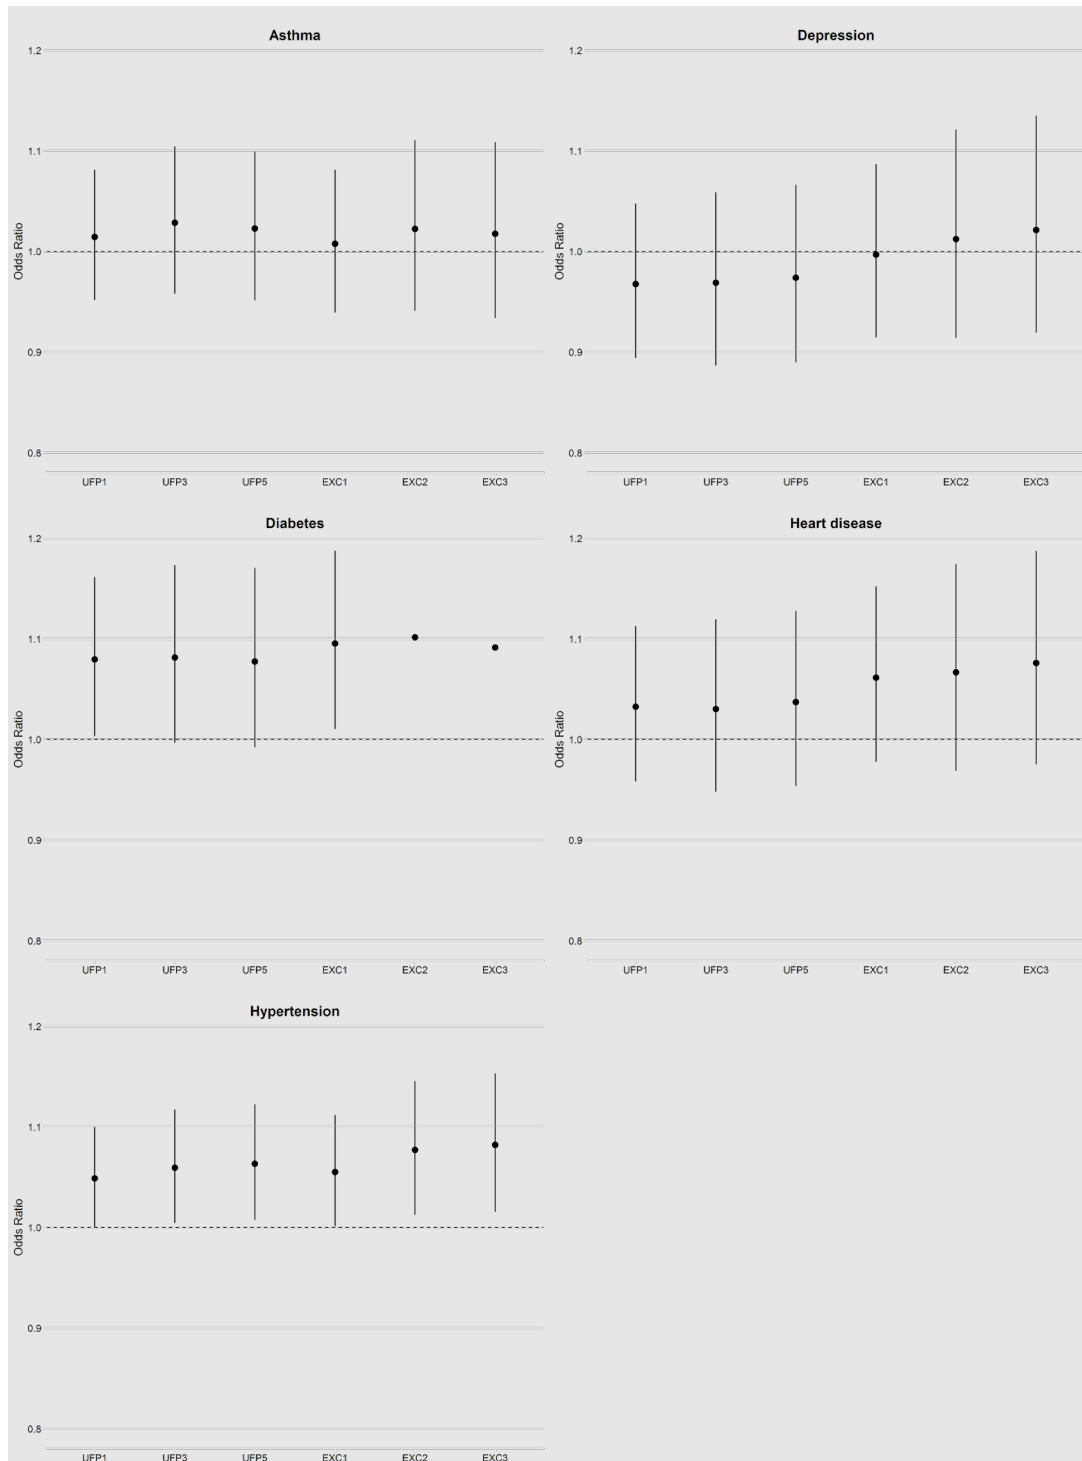 Asthma
1.2
1.1
1.0
0.9
0.8
Odds Ratio
UFP1 UFP3 UFP5 EXC1 EXC2 EXC3
Depression
1.2
1.1
1.0
0.9
0.8
Odds Ratio
UFP1 UFP3 UFP5 EXC1 EXC2 EXC3
Diabetes
1.2
1.1
1.0
0.9
0.8
Odds Ratio
UFP1 UFP3 UFP5 EXC1 EXC2 EXC3
Heart disease
1.2
1.1
1.0
0.9
0.8
Odds Ratio
UFP1 UFP3 UFP5 EXC1 EXC2 EXC3
Hypertension
1.2
1.1
1.0
0.9
0.8
Odds Ratio
UFP1 UFP3 UFP5 EXC1 EXC2 EXC3